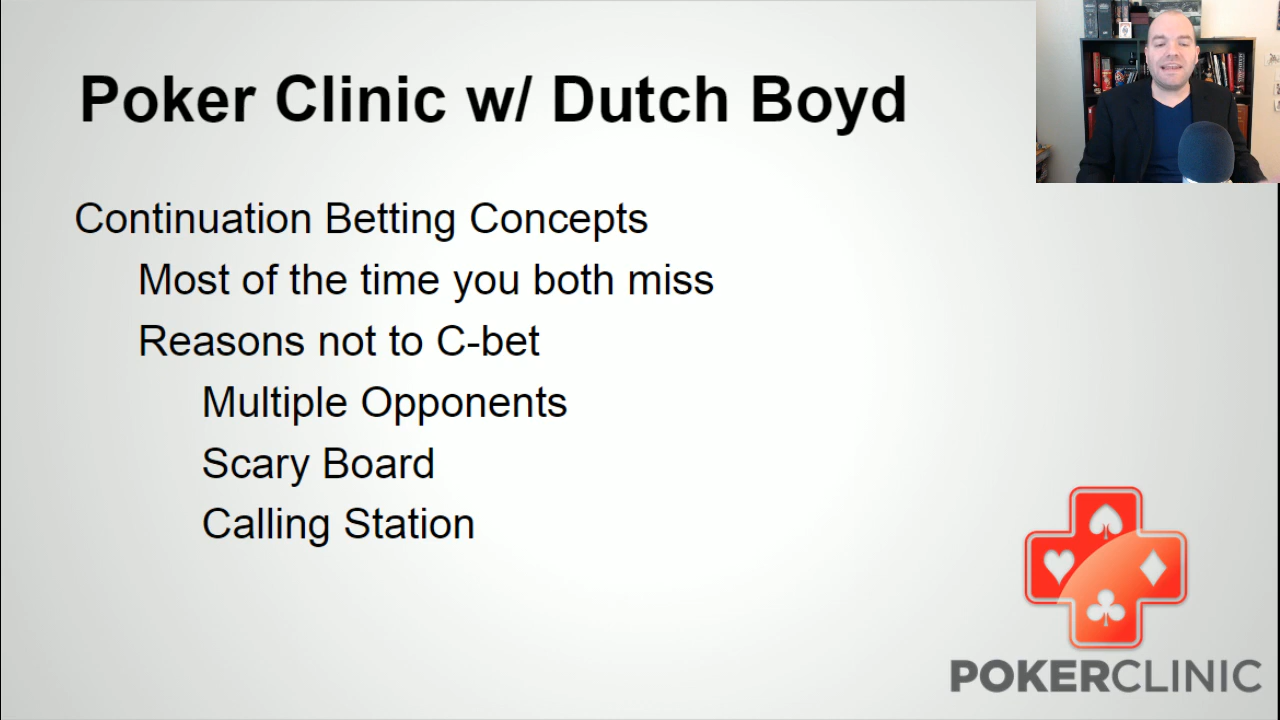 Poker Clinic w/ Dutch Boyd
Continuation Betting Concepts
Most of the time you both miss
Reasons not to C-bet
Multiple Opponents
Scary Board
Calling Station
POKERCLINIC